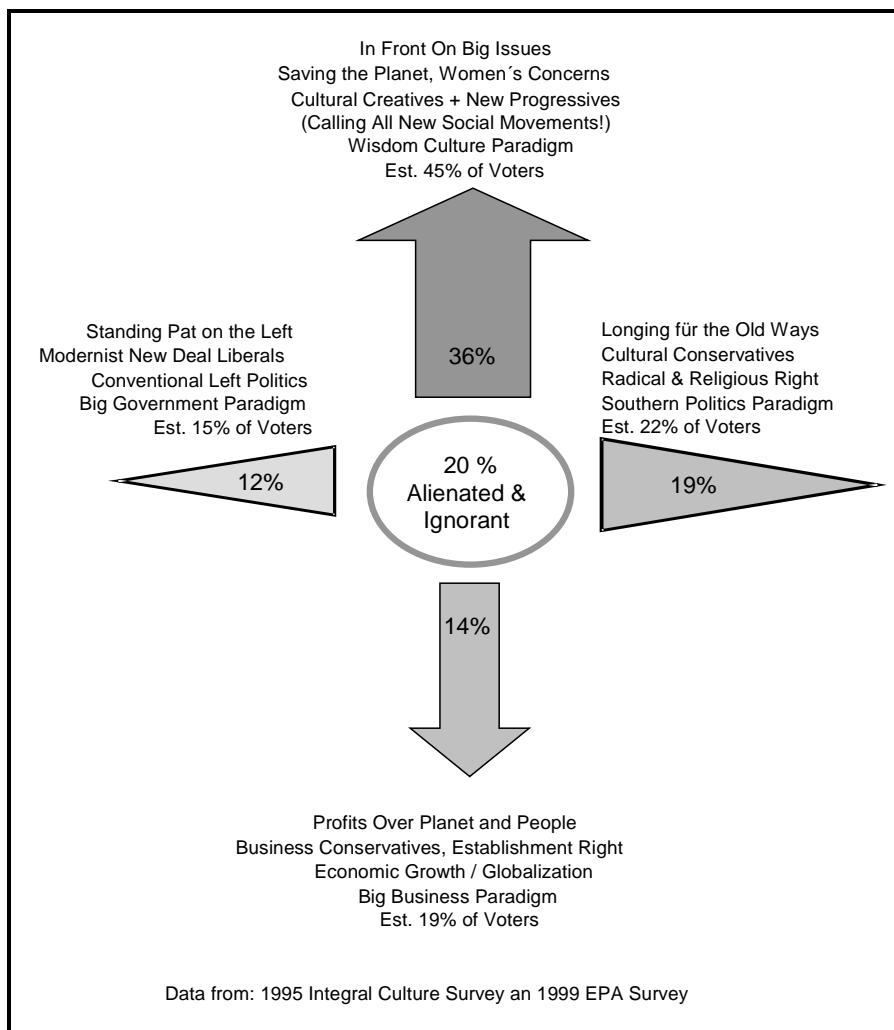 In Front On Big Issues
Saving the Planet, Women´s Concerns
Cultural Creatives + New Progressives
(Calling All New Social Movements!)
Wisdom Culture Paradigm
Est. 45% of Voters
36%
Standing Pat on the Left
Modernist New Deal Liberals
Conventional Left Politics
Big Government Paradigm
Est. 15% of Voters
12%
Longing für the Old Ways
Cultural Conservatives
Radical & Religious Right
Southern Politics Paradigm
Est. 22% of Voters
19%
20 %
Alienated &
Ignorant
14%
Profits Over Planet and People
Business Conservatives, Establishment Right
Economic Growth / Globalization
Big Business Paradigm
Est. 19% of Voters
Data from: 1995 Integral Culture Survey an 1999 EPA Survey